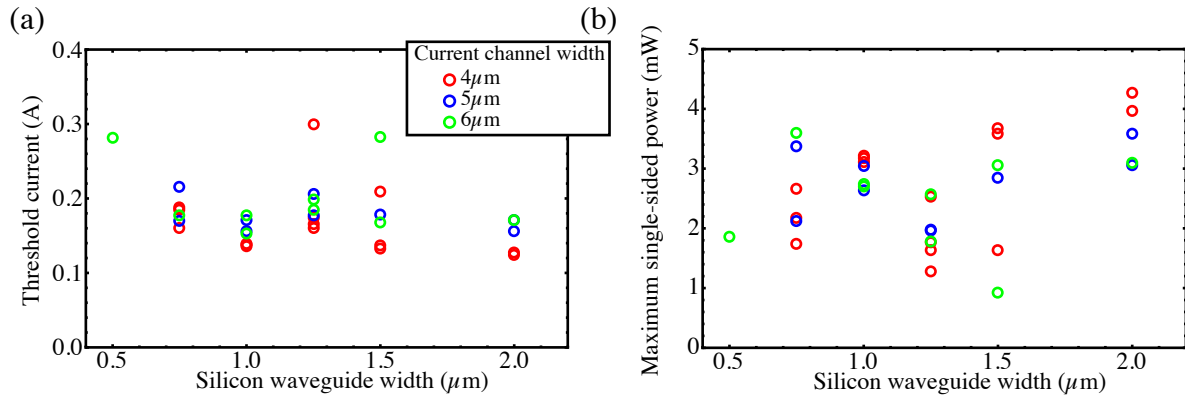 (a)
0.4
0.3
0.2
0.1
0.0
Threshold current (A)
Current channel width
4µm
5µm
6µm
0.5
1.0
1.5
2.0
Silicon waveguide width (µm)
(b)
5
4
3
2
1
0
Maximum single-sided power (mW)
0.5
1.0
1.5
2.0
Silicon waveguide width (µm)